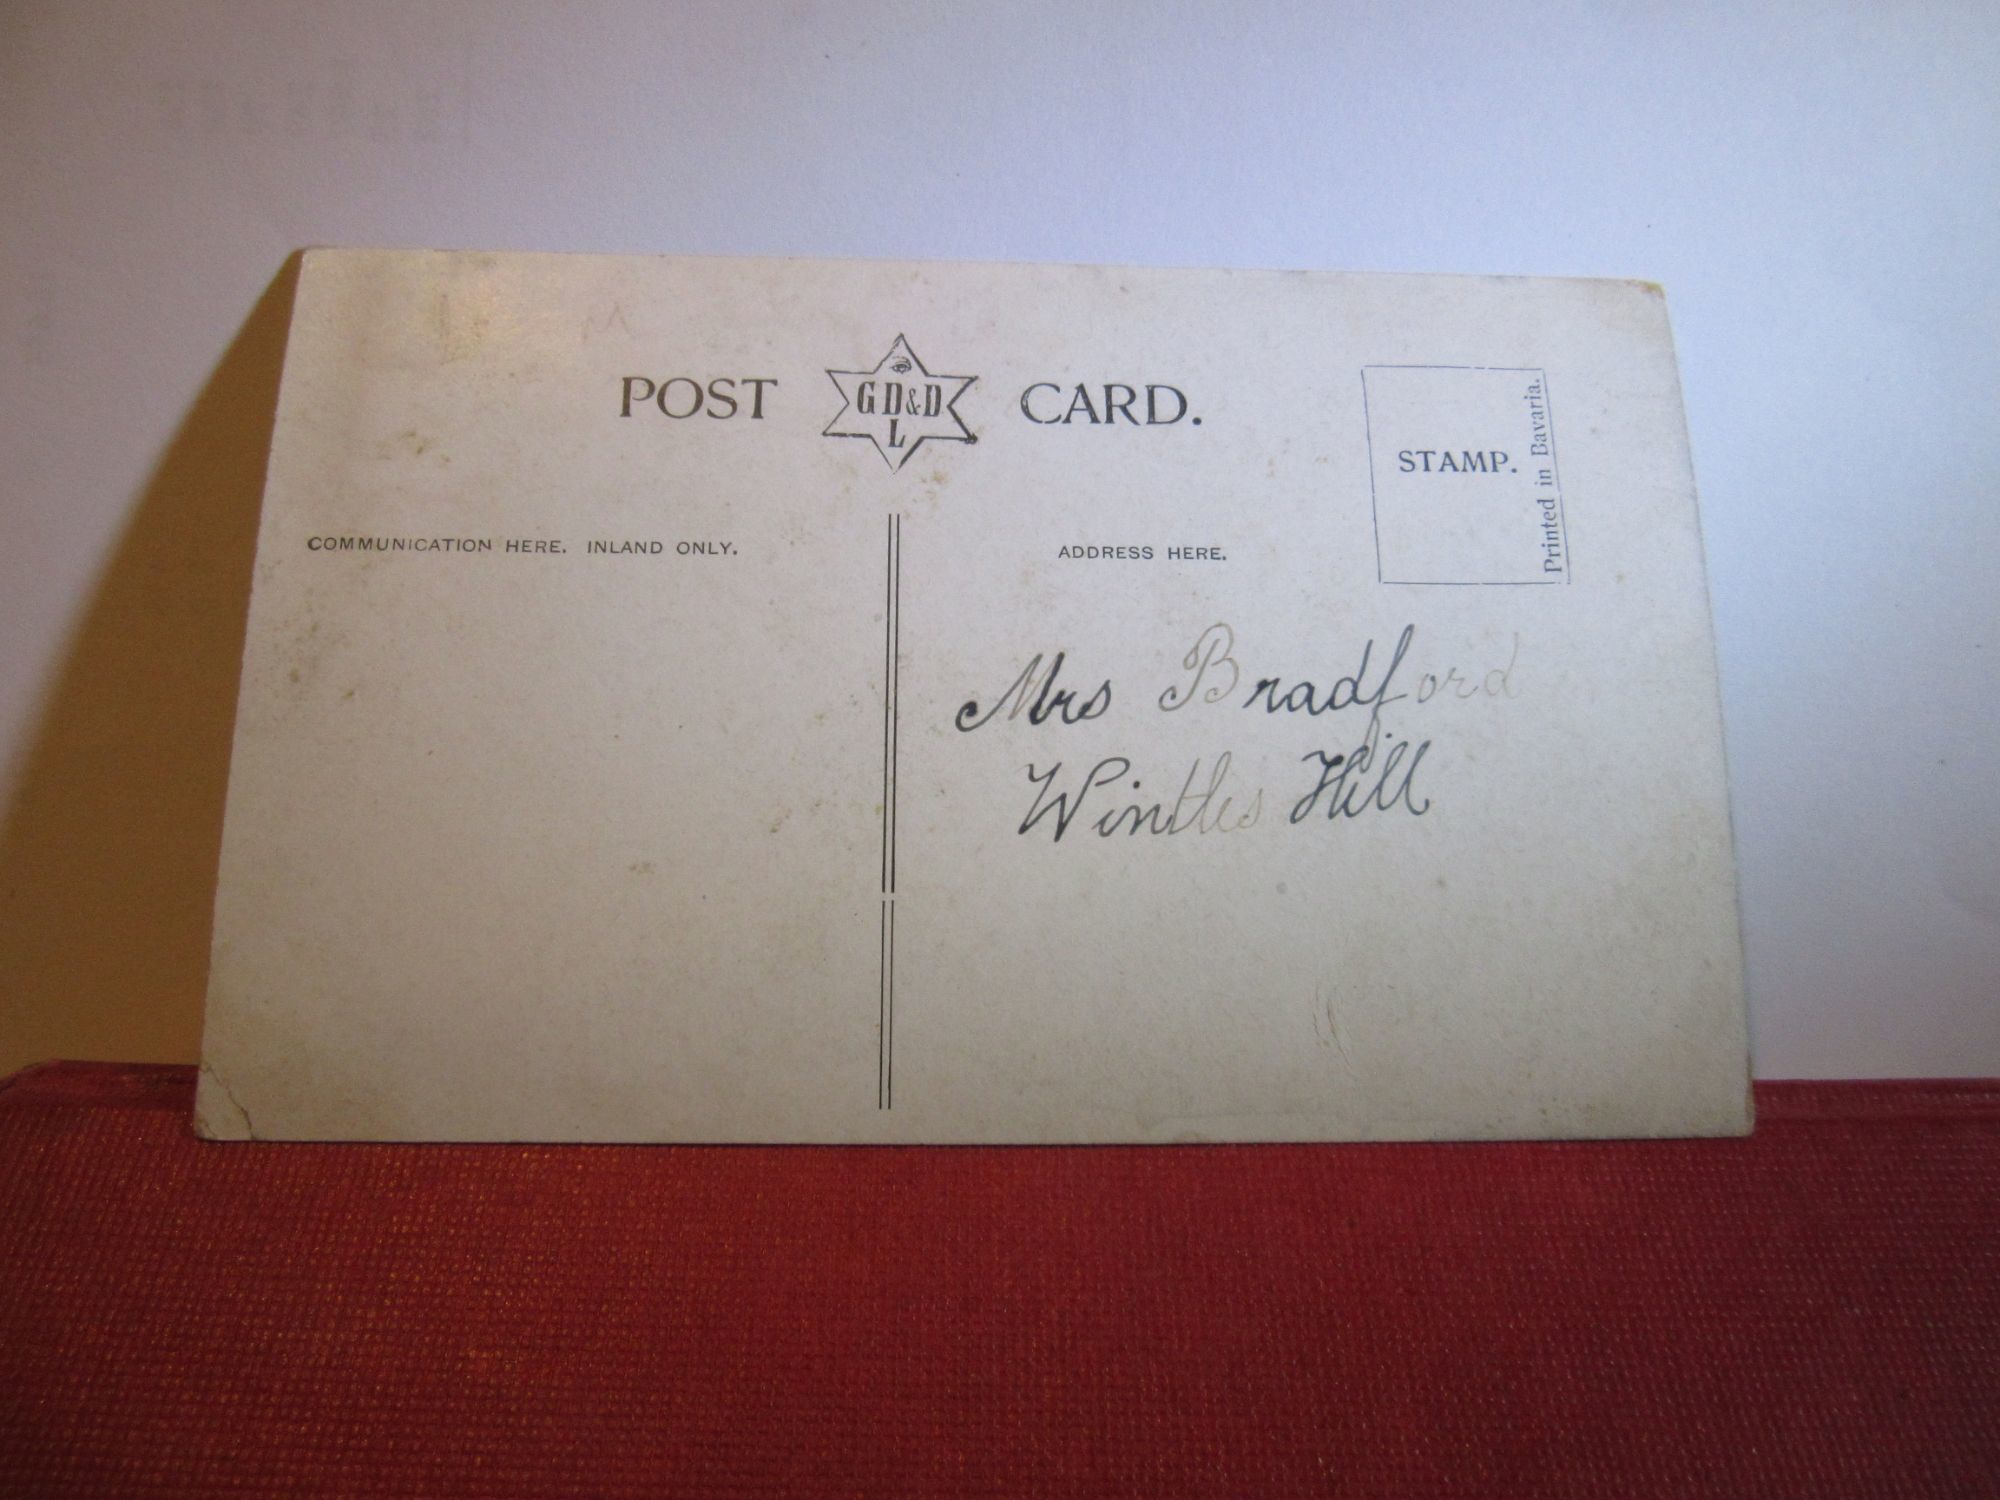 POST GD&D L CARD.
STAMP.
Printed in Bavaria.
COMMUNICATION HERE. INLAND ONLY.
ADDRESS HERE.
Mrs Bradford
Wintles Hill